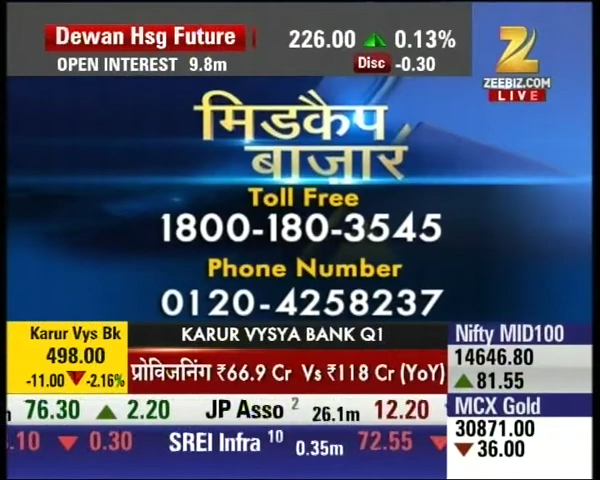 Dewan Hsg Future
226.00 0.13%
OPEN INTEREST 9.8m
Disc -0.30
ZEEBIZ.COM
LIVE
मिडकैप
बाज़ार
Toll Free
1800-180-3545
Phone Number
0120-4258237
Karur Vys Bk
498.00
-11.00 -2.16%
KARUR VYSYA BANK Q1
प्रोविजनिंग ₹66.9 Cr Vs ₹118 Cr (YoY)
Nifty MID100
14646.80
81.55
MCX Gold
30871.00
36.00
76.30 2.20 JP Asso 2 26.1m 12.20
.10 0.30 SREI Infra 10 0.35m 72.55